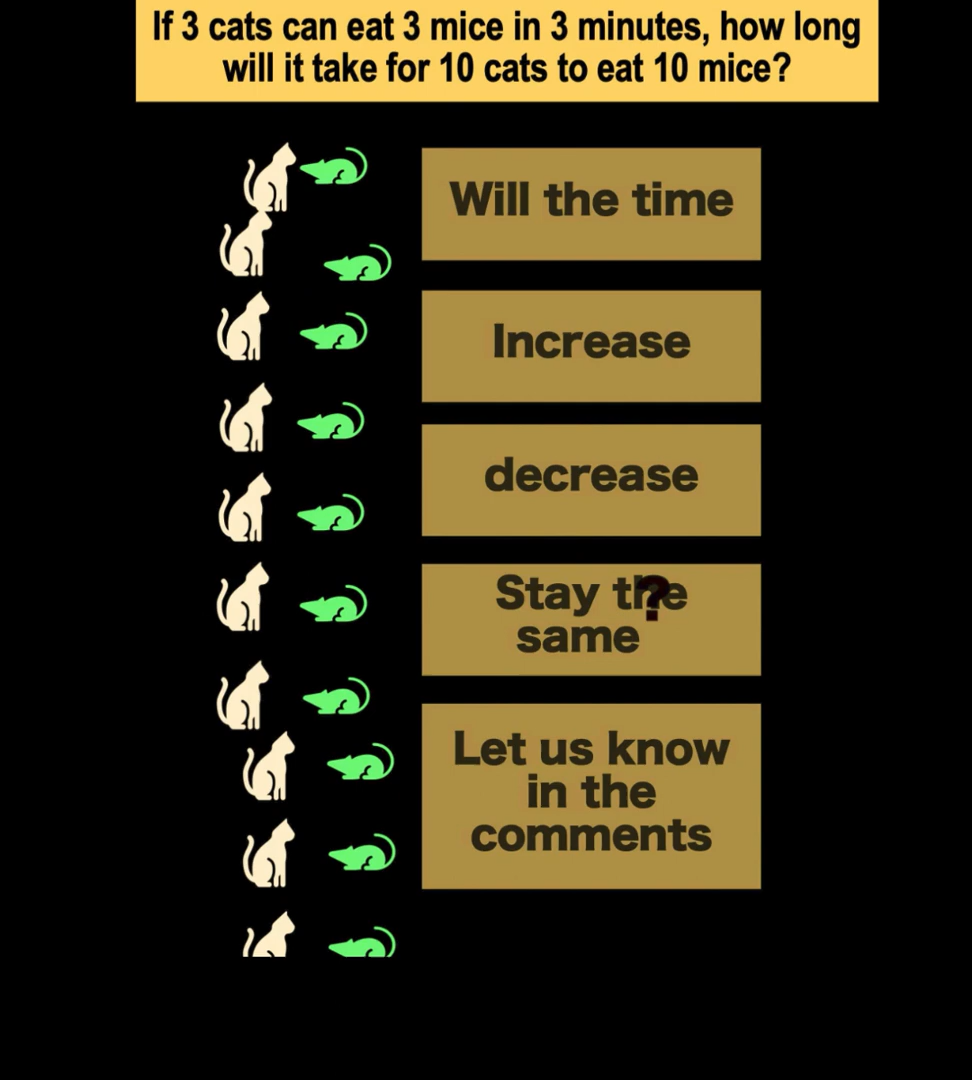 If 3 cats can eat 3 mice in 3 minutes, how long
will it take for 10 cats to eat 10 mice?
Will the time
Increase
decrease
Stay the
same
?
Let us know
in the
comments